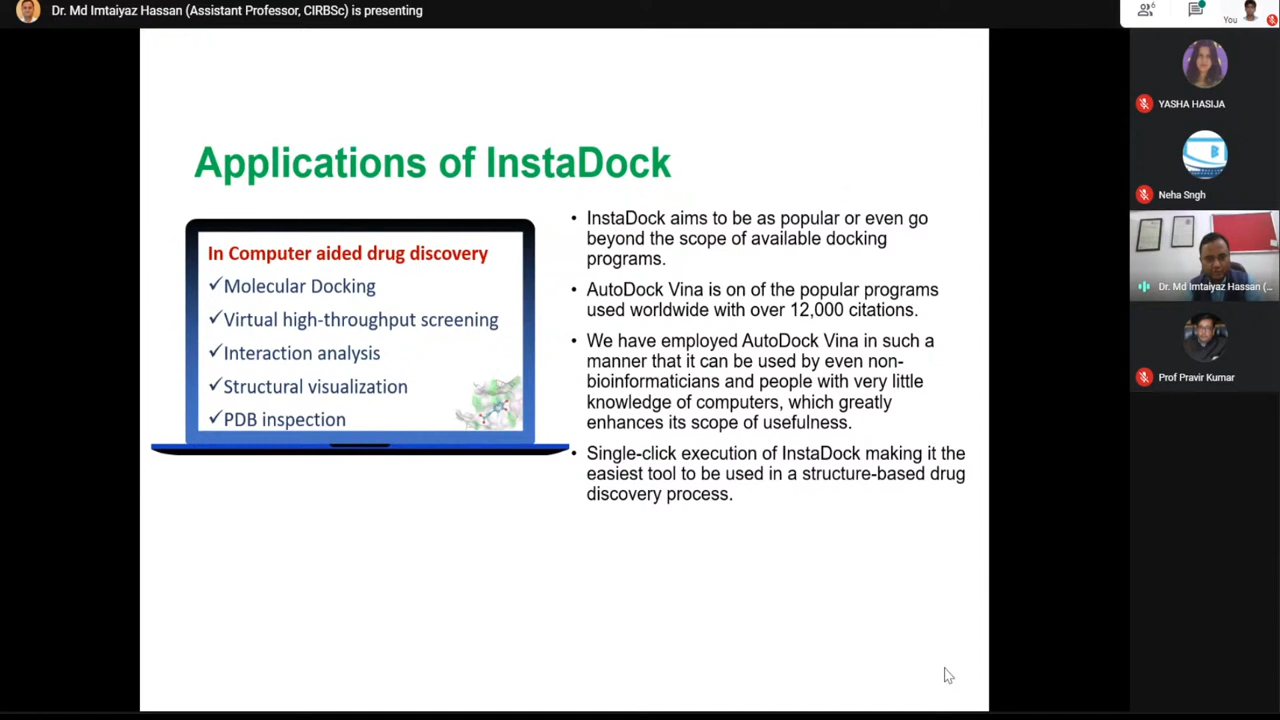 Dr. Md Imtaiyaz Hassan (Assistant Professor, CIRBSc) is presenting
6
You
Applications of InstaDock
In Computer aided drug discovery
✓Molecular Docking
✓Virtual high-throughput screening
✓Interaction analysis
✓Structural visualization
✓PDB inspection
• InstaDock aims to be as popular or even go
beyond the scope of available docking
programs.
• AutoDock Vina is on of the popular programs
used worldwide with over 12,000 citations.
• We have employed AutoDock Vina in such a
manner that it can be used by even non-
bioinformaticians and people with very little
knowledge of computers, which greatly
enhances its scope of usefulness.
• Single-click execution of InstaDock making it the
easiest tool to be used in a structure-based drug
discovery process.
YASHA HASIJA
Neha Sngh
Dr. Md Imtaiyaz Hassan (...
Prof Pravir Kumar